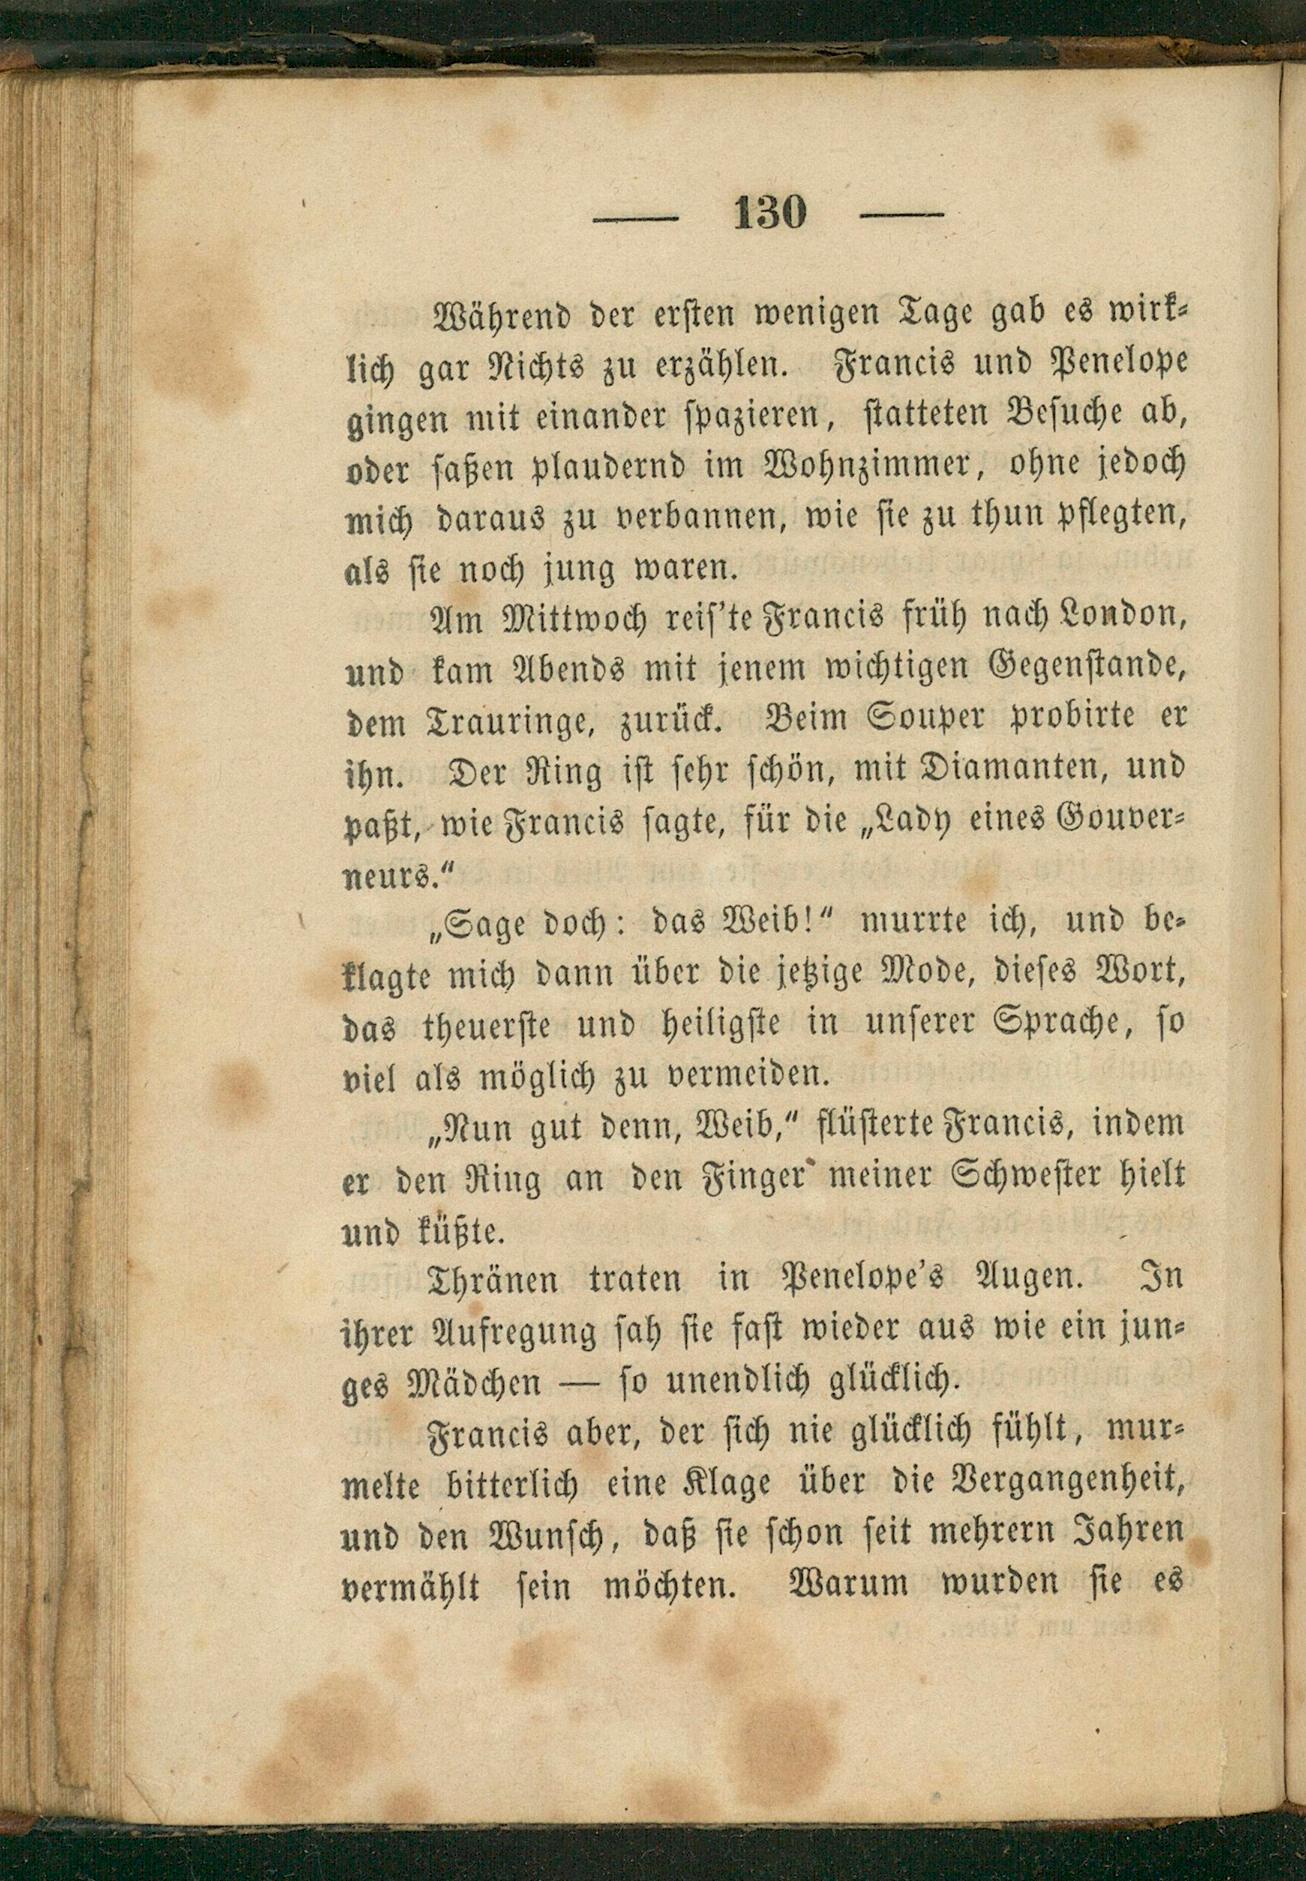 — 130 —
Während der ersten wenigen Tage gab es wirk-
lich gar Nichts zu erzählen. Francis und Penelope
gingen mit einander spazieren, statteten Besuche ab,
oder saßen plaudernd im Wohnzimmer, ohne jedoch
mich daraus zu verbannen, wie sie zu thun pflegten,
als sie noch jung waren.
Am Mittwoch reis'te Francis früh nach London,
und kam Abends mit jenem wichtigen Gegenstande,
dem Trauringe, zurück. Beim Souper probirte er
ihn. Der Ring ist sehr schön, mit Diamanten, und
paßt, wie Francis sagte, für die „Lady eines Gouver-
neurs.“
„Sage doch: das Weib!“ murrte ich, und be-
klagte mich dann über die jetzige Mode, dieses Wort,
das theuerste und heiligste in unserer Sprache, so
viel als möglich zu vermeiden.
„Nun gut denn, Weib,“ flüsterte Francis, indem
er den Ring an den Finger meiner Schwester hielt
und küßte.
Thränen traten in Penelope's Augen. In
ihrer Aufregung sah sie fast wieder aus wie ein jun-
ges Mädchen — so unendlich glücklich.
Francis aber, der sich nie glücklich fühlt, mur-
melte bitterlich eine Klage über die Vergangenheit,
und den Wunsch, daß sie schon seit mehrern Jahren
vermählt sein möchten. Warum wurden sie es